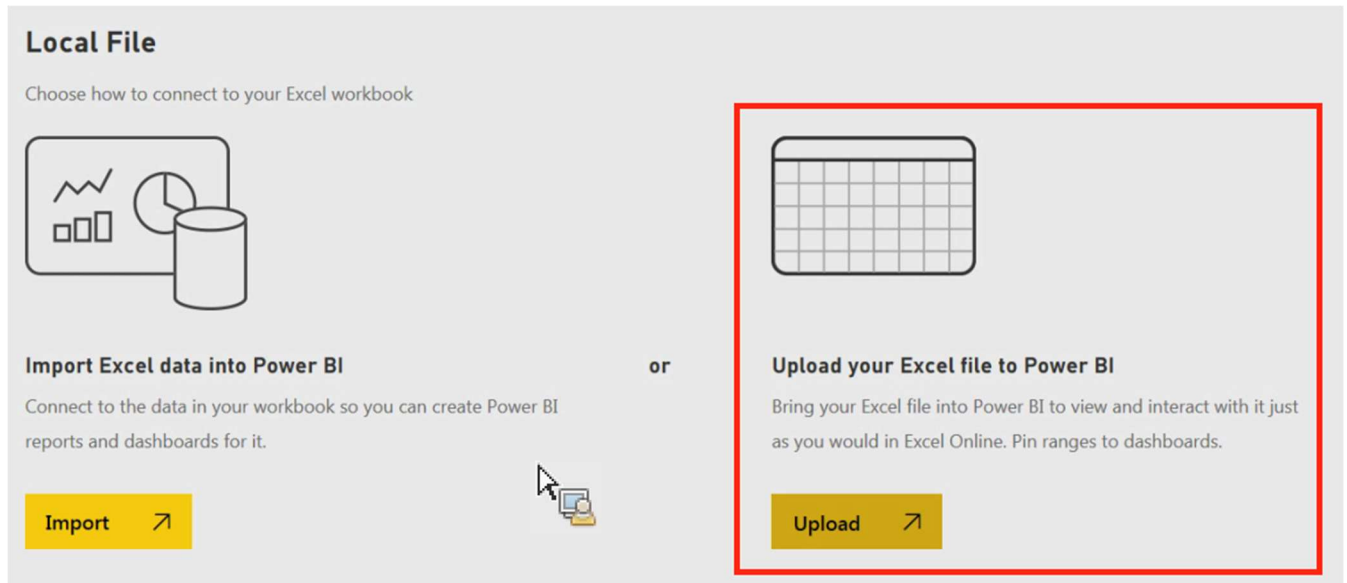 Local File
Choose how to connect to your Excel workbook
Import Excel data into Power BI
Connect to the data in your workbook so you can create Power BI
reports and dashboards for it.
Import
or
Upload your Excel file to Power BI
Bring your Excel file into Power BI to view and interact with it just
as you would in Excel Online. Pin ranges to dashboards.
Upload